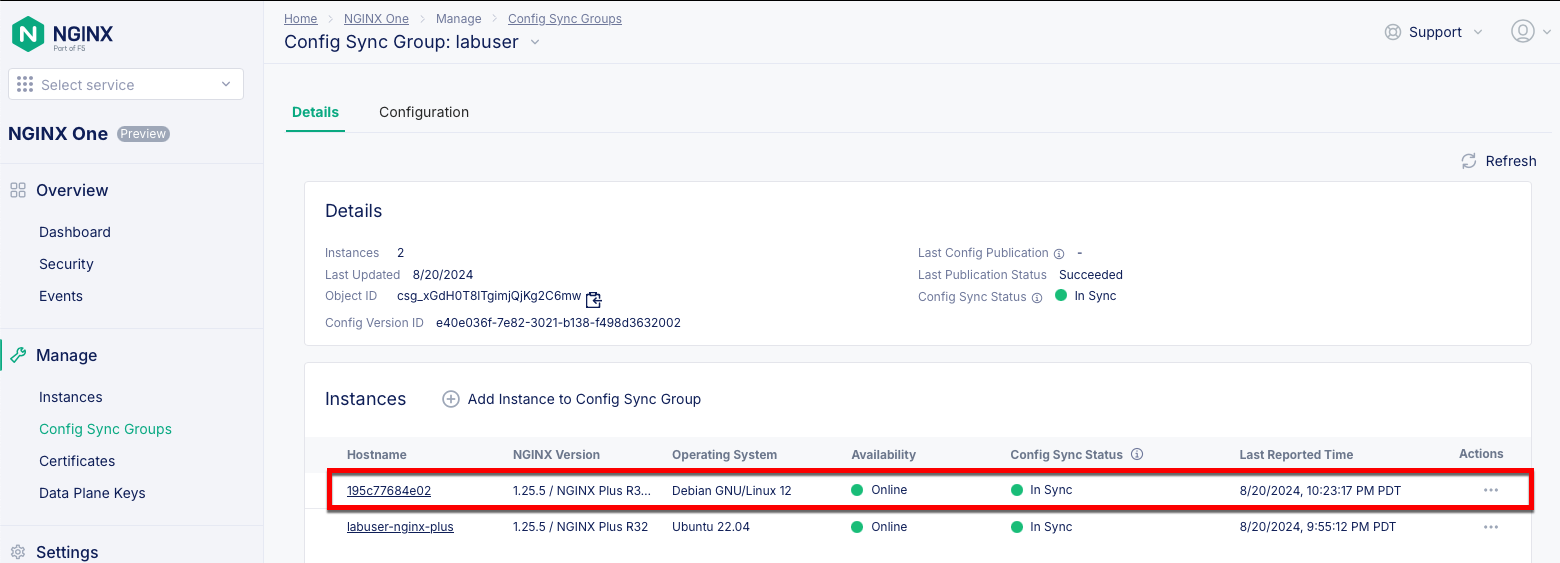 NGINX
Part of F5
Select service
NGINX One Preview
Overview
Dashboard
Security
Events
Manage
Instances
Config Sync Groups
Certificates
Data Plane Keys
Settings
Home > NGINX One > Manage > Config Sync Groups
Config Sync Group: labuser
Support
Details Configuration
Refresh
Details
Instances 2
Last Updated 8/20/2024
Object ID csg_xGdH0T8ITgimjQjKg2C6mw
Config Version ID e40e036f-7e82-3021-b138-f498d3632002
Last Config Publication -
Last Publication Status Succeeded
Config Sync Status In Sync
Instances Add Instance to Config Sync Group
Hostname NGINX Version Operating System Availability Config Sync Status Last Reported Time Actions
195c77684e02 1.25.5 / NGINX Plus R3... Debian GNU/Linux 12 Online In Sync 8/20/2024, 10:23:17 PM PDT ...
labuser-nginx-plus 1.25.5 / NGINX Plus R32 Ubuntu 22.04 Online In Sync 8/20/2024, 9:55:12 PM PDT ...